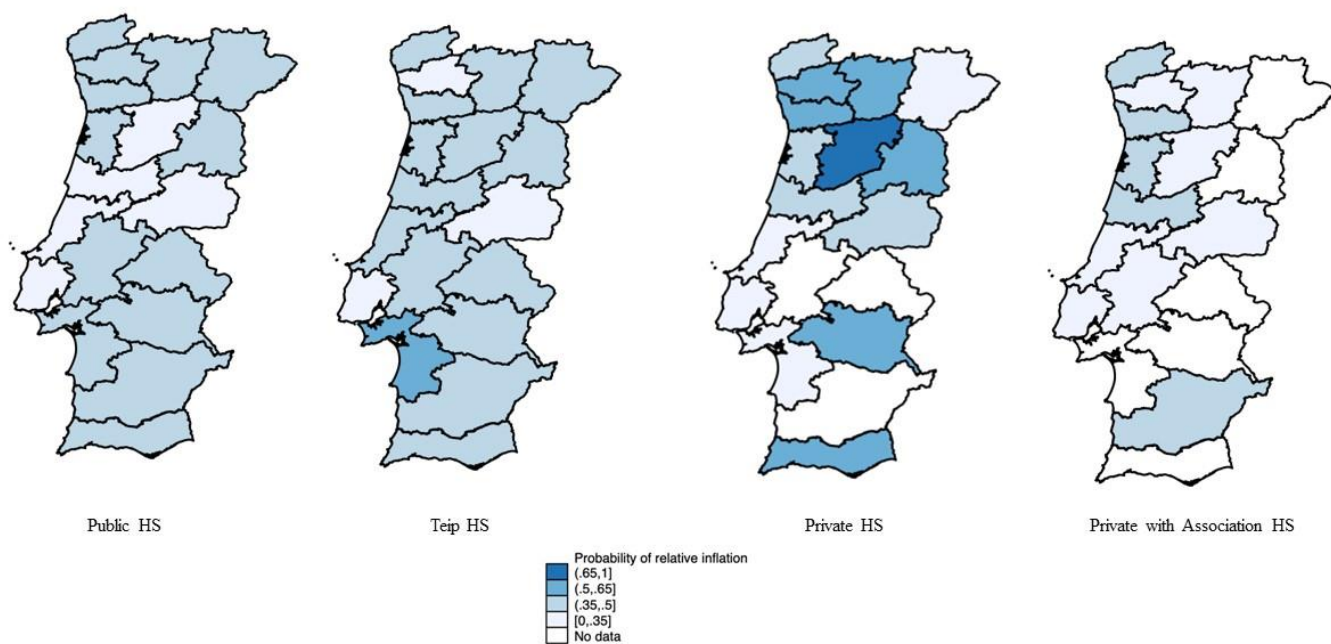 Public HS
Teip HS
Private HS
Private with Association HS
Probability of relative inflation
(.65,1]
(.5,.65]
(.35,.5]
[0,.35]
No data